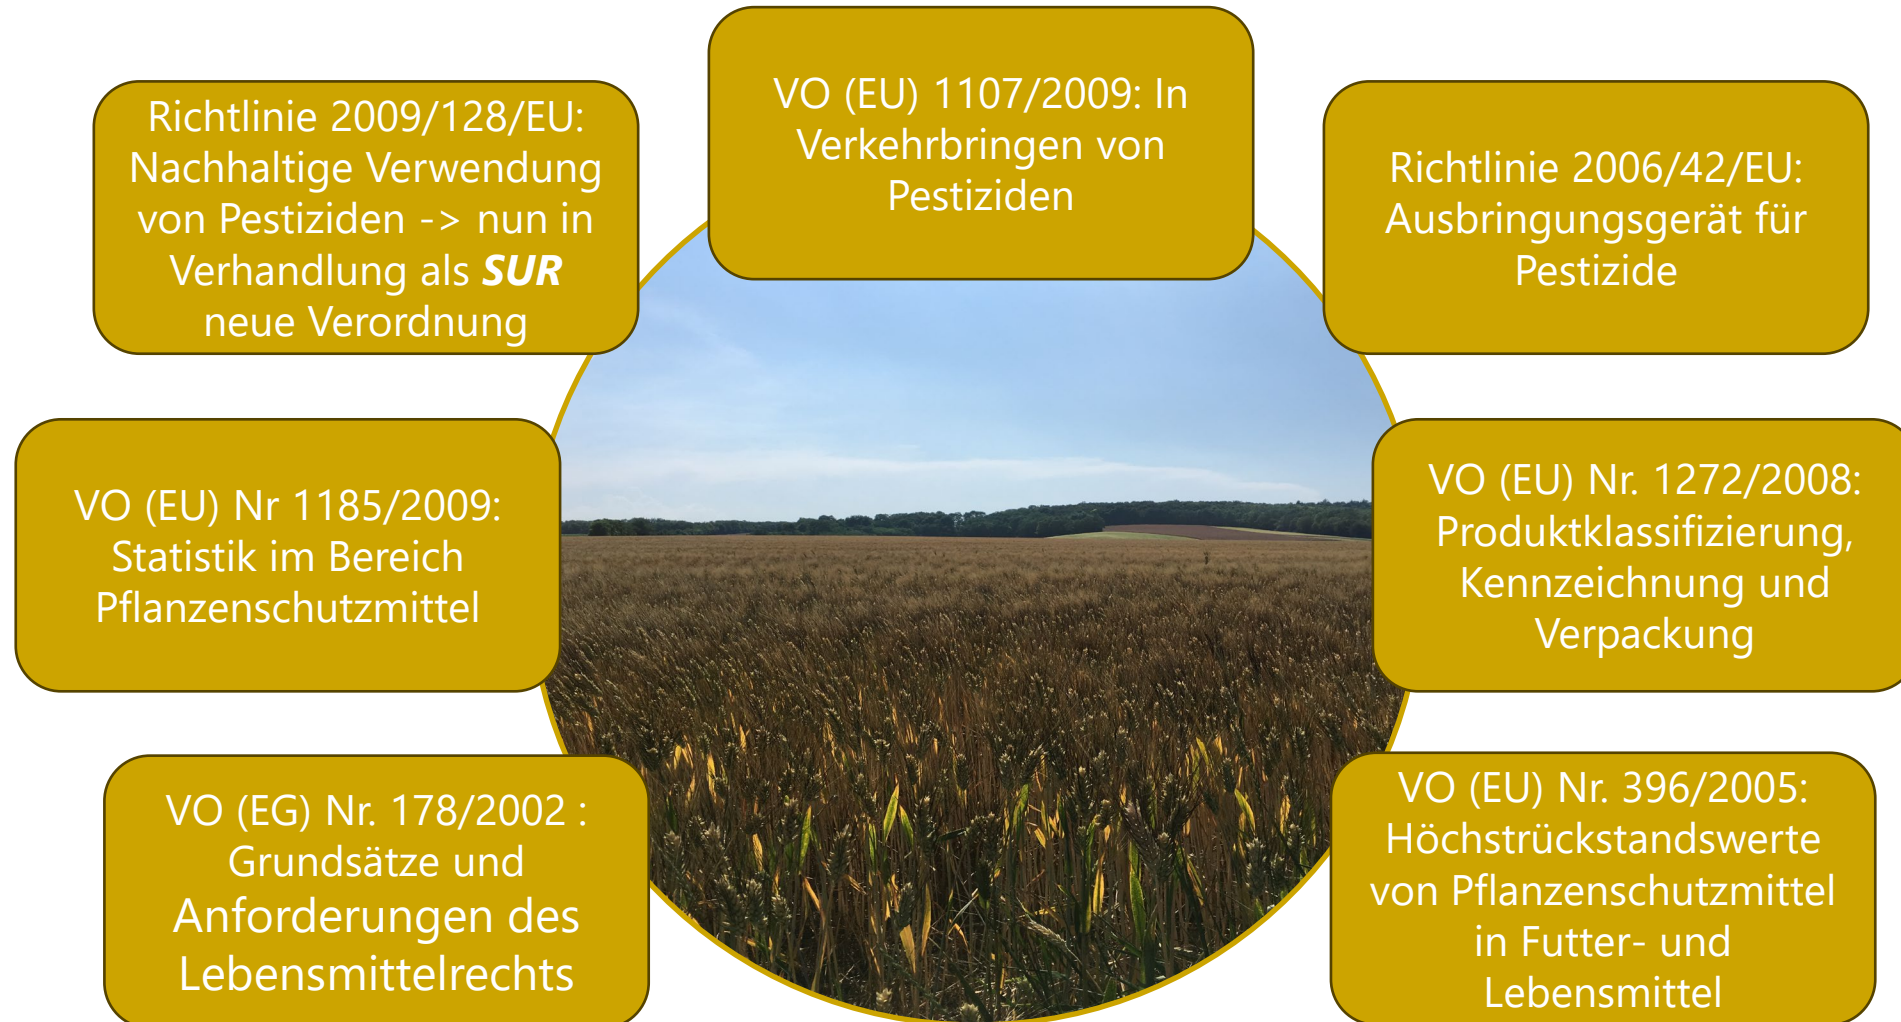 VO (EU) 1107/2009: In
Verkehrbringen von
Pestiziden
Richtlinie 2009/128/EU:
Nachhaltige Verwendung
von Pestiziden -> nun in
Verhandlung als SUR
neue Verordnung
Richtlinie 2006/42/EU:
Ausbringungsgerät für
Pestizide
VO (EU) Nr 1185/2009:
Statistik im Bereich
Pflanzenschutzmittel
VO (EU) Nr. 1272/2008:
Produktklassifizierung,
Kennzeichnung und
Verpackung
VO (EG) Nr. 178/2002 :
Grundsätze und
Anforderungen des
Lebensmittelrechts
VO (EU) Nr. 396/2005:
Höchstrückstandswerte
von Pflanzenschutzmittel
in Futter- und
Lebensmittel